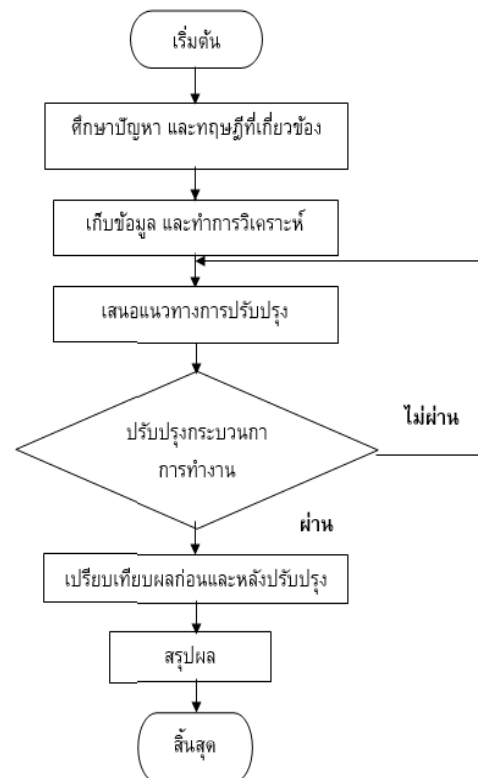 เริ่มต้น
ศึกษาปัญหา และทฤษฎีที่เกี่ยวข้อง
เก็บข้อมูล และทำการวิเคราะห์
เสนอแนวทางการปรับปรุง
ปรับปรุงกระบวนกา
การทำงาน
ไม่ผ่าน
ผ่าน
เปรียบเทียบผลก่อนและหลังปรับปรุง
สรุปผล
สิ้นสุด